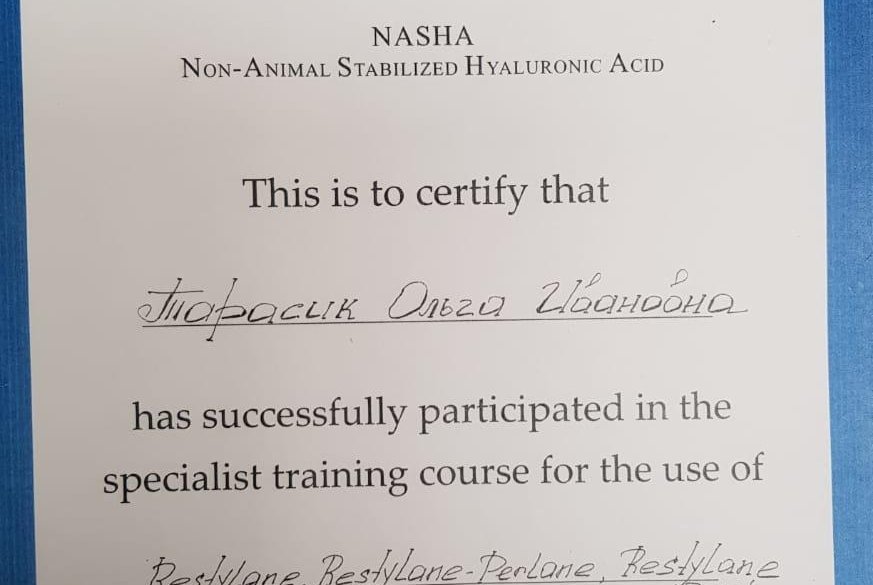 NASHA
Non-Animal Stabilized Hyaluronic Acid
This is to certify that
Тарасик Ольга Ивановна
has successfully participated in the
specialist training course for the use of
Restylane, Restylane-Perlane, Restylane